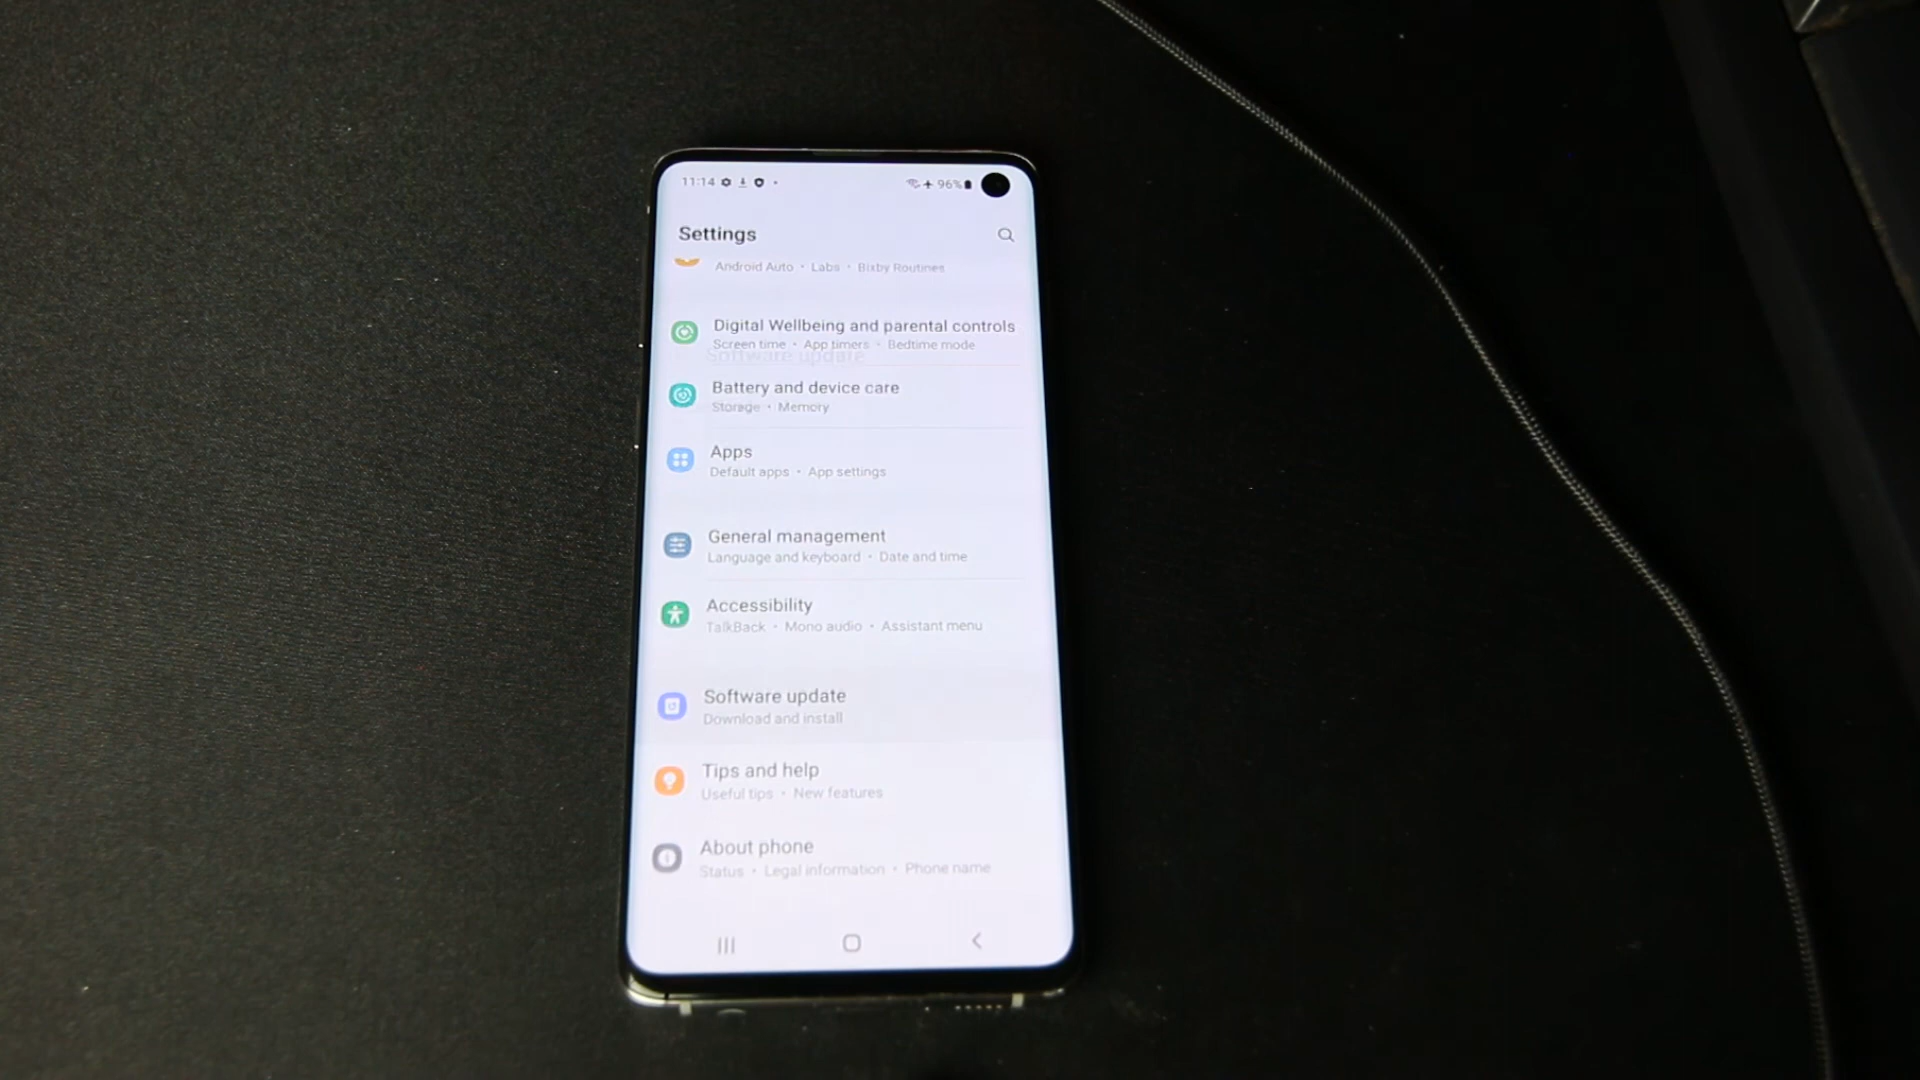 11:14 96%
Settings
Android Auto • Labs • Bixby Routines
Digital Wellbeing and parental controls
Screen time • App timers • Bedtime mode
Software update
Battery and device care
Storage • Memory
Apps
Default apps • App settings
General management
Language and keyboard • Date and time
Accessibility
TalkBack • Mono audio • Assistant menu
Software update
Download and install
Tips and help
Useful tips • New features
About phone
Status • Legal information • Phone name